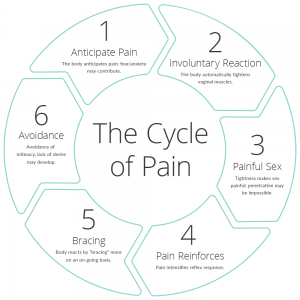 The Cycle
of Pain
1
Anticipate Pain
The body anticipates pain; fear/anxiety
may contribute.
2
Involuntary Reaction
The body automatically tightens
vaginal muscles.
3
Painful Sex
Tightness makes sex
painful; penetration may
be impossible.
4
Pain Reinforces
Pain intensifies reflex response.
5
Bracing
Body reacts by "bracing" more
on an on-going basis.
6
Avoidance
Avoidance of
intimacy, lack of desire
may develop.